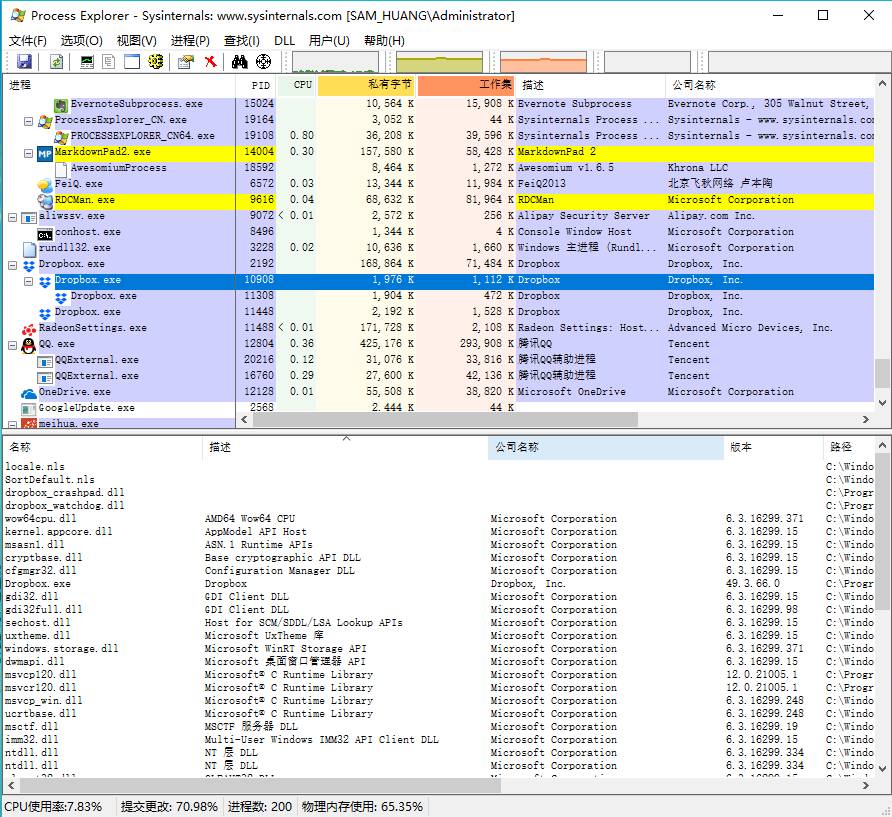 Process Explorer - Sysinternals: www.sysinternals.com [SAM_HUANG\Administrator]
文件(F) 选项(O) 视图(V) 进程(P) 查找(I) DLL 用户(U) 帮助(H)
进程 PID CPU 私有字节 工作集 描述 公司名称
EvernoteSubprocess.exe 15024 10,564 K 15,908 K Evernote Subprocess Evernote Corp., 305 Walnut Street,
ProcessExplorer_CN.exe 19164 3,052 K 44 K Sysinternals Process ... Sysinternals - www.sysinternals.com
PROCESSEXPLORER_CN64.exe 19108 0.80 36,208 K 39,596 K Sysinternals Process ... Sysinternals - www.sysinternals.com
MP MarkdownPad2.exe 14004 0.30 157,580 K 58,428 K MarkdownPad 2
AwesomiumProcess 18592 8,464 K 1,272 K Awesomium v1.6.5 Khrona LLC
FeiQ.exe 6572 0.03 13,344 K 11,984 K FeiQ2013 北京飞秋网络 卢本陶
RDCMan.exe 9616 0.04 68,632 K 81,964 K RDCMan Microsoft Corporation
aliwssv.exe 9072 < 0.01 2,572 K 256 K Alipay Security Server Alipay.com Inc.
conhost.exe 8496 1,344 K 4 K Console Window Host Microsoft Corporation
rundll32.exe 3228 0.02 10,636 K 1,660 K Windows 主进程 (Rundl... Microsoft Corporation
Dropbox.exe 2192 168,864 K 71,484 K Dropbox Dropbox, Inc.
Dropbox.exe 10908 1,976 K 1,112 K Dropbox Dropbox, Inc.
Dropbox.exe 11308 1,904 K 472 K Dropbox Dropbox, Inc.
Dropbox.exe 11448 2,192 K 1,528 K Dropbox Dropbox, Inc.
RadeonSettings.exe 11488 < 0.01 171,728 K 2,108 K Radeon Settings: Host... Advanced Micro Devices, Inc.
QQ.exe 12804 0.36 425,176 K 293,908 K 腾讯QQ Tencent
QQExternal.exe 20216 0.12 31,076 K 33,816 K 腾讯QQ辅助进程 Tencent
QQExternal.exe 16760 0.29 27,600 K 42,136 K 腾讯QQ辅助进程 Tencent
OneDrive.exe 12128 0.01 55,508 K 38,820 K Microsoft OneDrive Microsoft Corporation
GoogleUpdate.exe 2568 2,444 K 44 K
meihua.exe
名称 描述 公司名称 版本 路径
locale.nls C:\Windo
SortDefault.nls C:\Windo
dropbox_crashpad.dll C:\Progr
dropbox_watchdog.dll C:\Progr
wow64cpu.dll AMD64 Wow64 CPU Microsoft Corporation 6.3.16299.371 C:\Windo
kernel.appcore.dll AppModel API Host Microsoft Corporation 6.3.16299.15 C:\Windo
msasn1.dll ASN.1 Runtime APIs Microsoft Corporation 6.3.16299.15 C:\Windo
cryptbase.dll Base cryptographic API DLL Microsoft Corporation 6.3.16299.15 C:\Windo
cfgmgr32.dll Configuration Manager DLL Microsoft Corporation 6.3.16299.15 C:\Windo
Dropbox.exe Dropbox Dropbox, Inc. 49.3.66.0 C:\Progr
gdi32.dll GDI Client DLL Microsoft Corporation 6.3.16299.15 C:\Windo
gdi32full.dll GDI Client DLL Microsoft Corporation 6.3.16299.98 C:\Windo
sechost.dll Host for SCM/SDDL/LSA Lookup APIs Microsoft Corporation 6.3.16299.15 C:\Windo
uxtheme.dll Microsoft UxTheme 库 Microsoft Corporation 6.3.16299.15 C:\Windo
windows.storage.dll Microsoft WinRT Storage API Microsoft Corporation 6.3.16299.371 C:\Windo
dwmapi.dll Microsoft 桌面窗口管理器 API Microsoft Corporation 6.3.16299.15 C:\Windo
msvcp120.dll Microsoft® C Runtime Library Microsoft Corporation 12.0.21005.1 C:\Progr
msvcr120.dll Microsoft® C Runtime Library Microsoft Corporation 12.0.21005.1 C:\Progr
msvcp_win.dll Microsoft® C Runtime Library Microsoft Corporation 6.3.16299.248 C:\Windo
ucrtbase.dll Microsoft® C Runtime Library Microsoft Corporation 6.3.16299.248 C:\Windo
msctf.dll MSCTF 服务器 DLL Microsoft Corporation 6.3.16299.19 C:\Windo
imm32.dll Multi-User Windows IMM32 API Client DLL Microsoft Corporation 6.3.16299.15 C:\Windo
ntdll.dll NT 层 DLL Microsoft Corporation 6.3.16299.334 C:\Windo
ntdll.dll NT 层 DLL Microsoft Corporation 6.3.16299.334 C:\Windo
CPU使用率:7.83% 提交更改: 70.98% 进程数: 200 物理内存使用: 65.35%